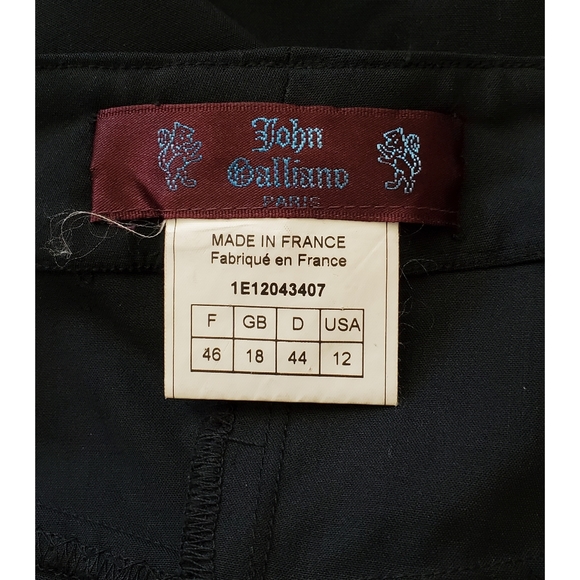 John
Galliano
PARIS
MADE IN FRANCE
Fabriqué en France
1E12043407
F GB D USA
46 18 44 12